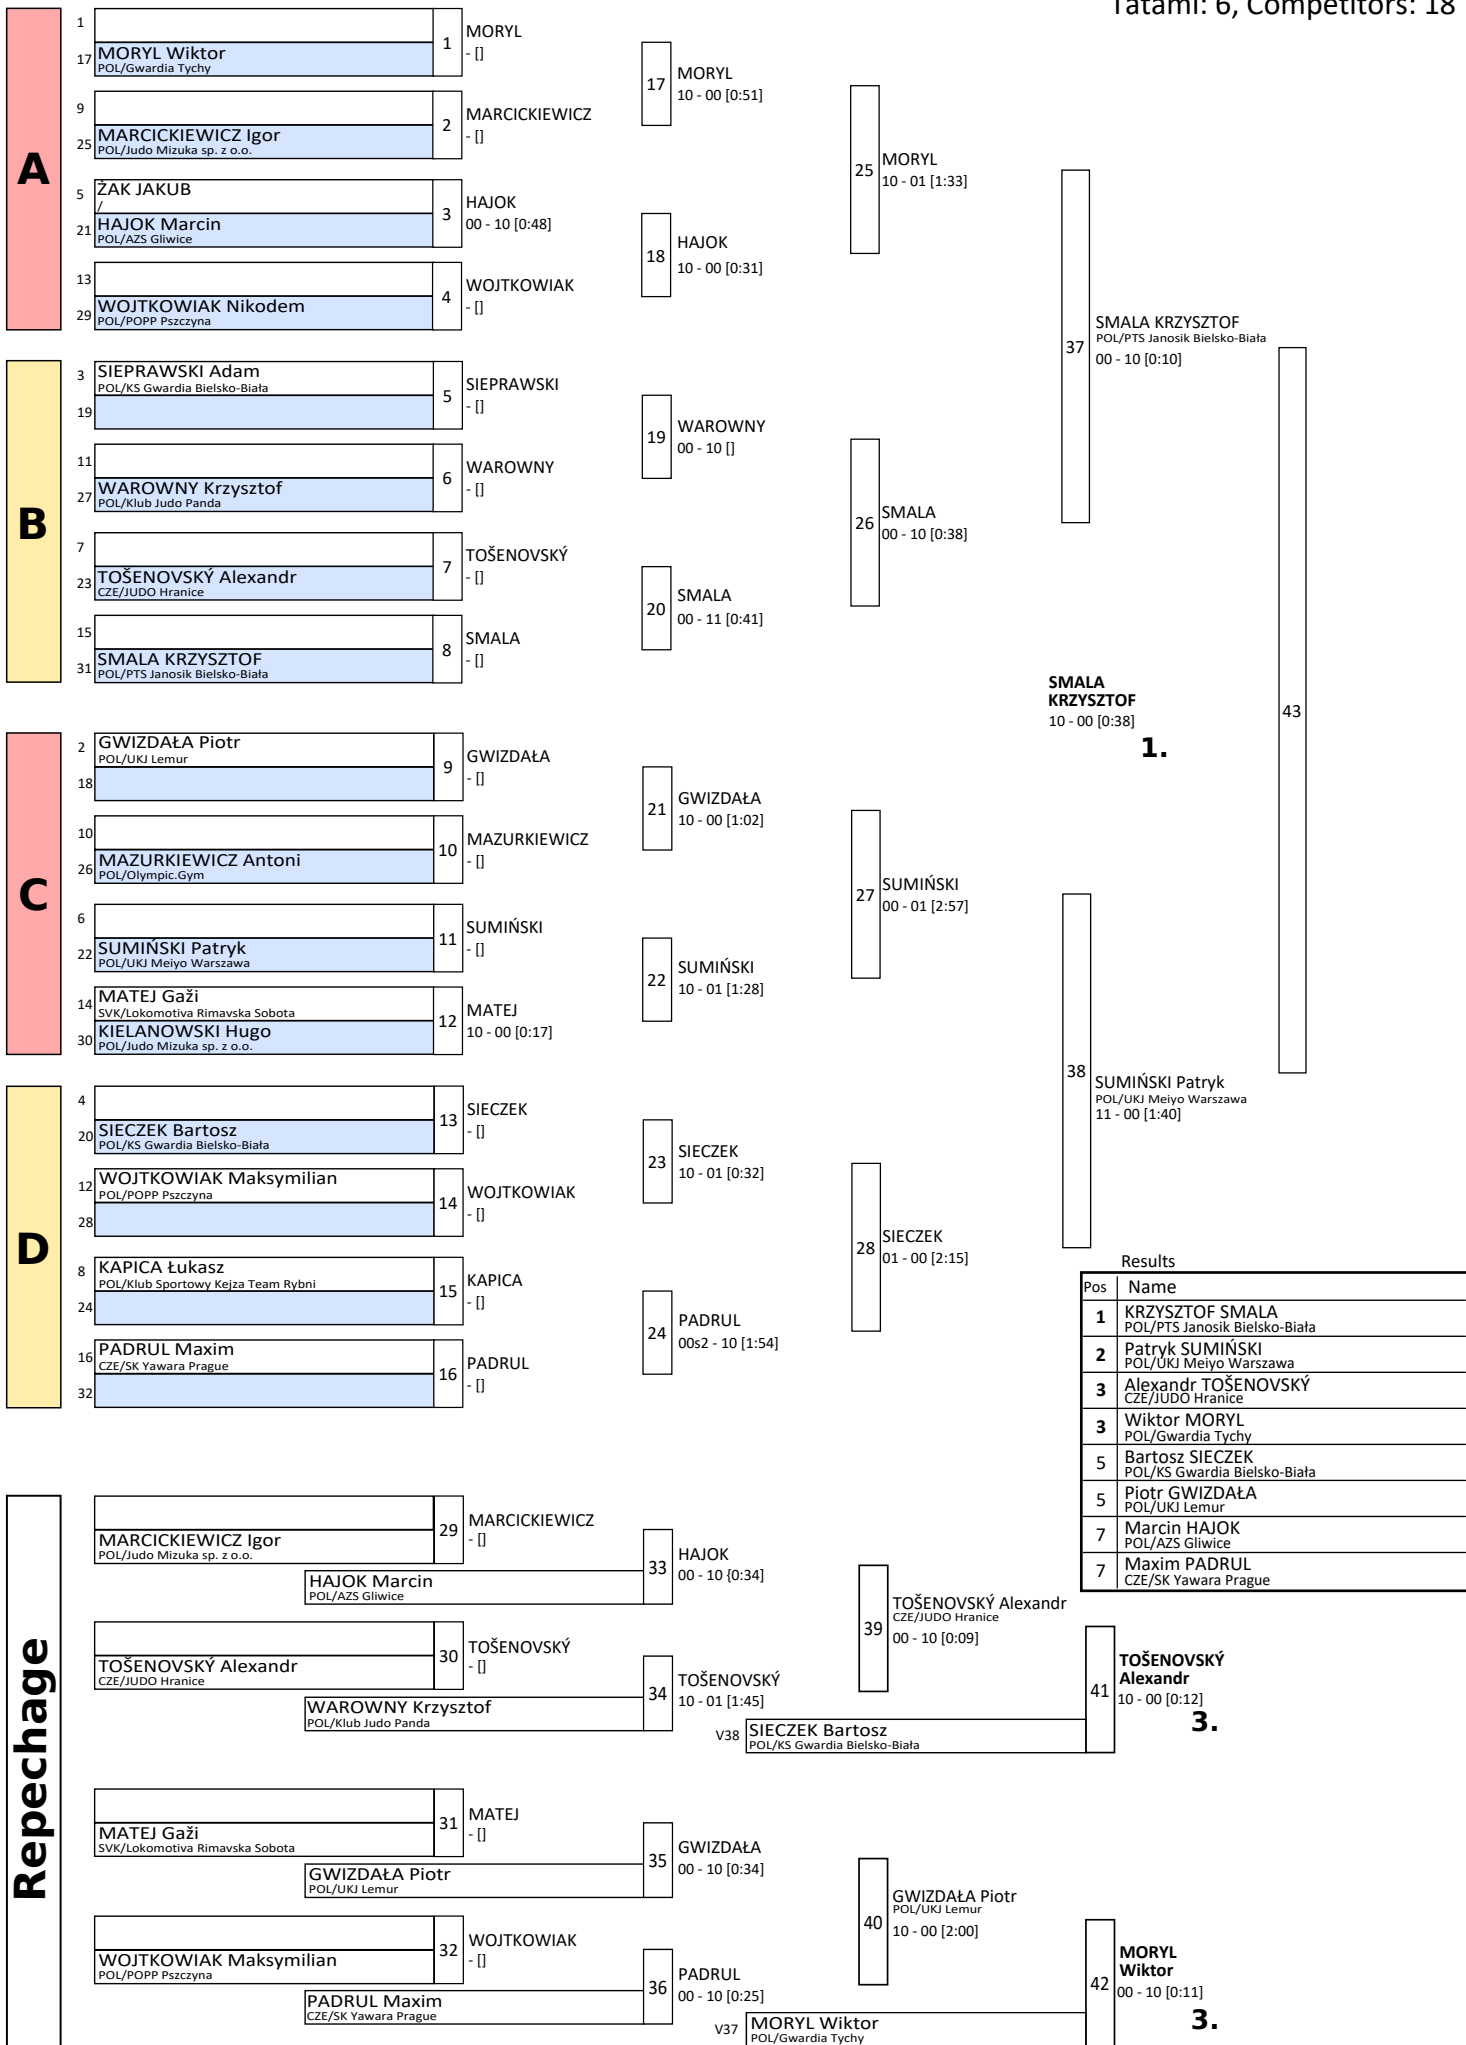 Tatami: 6, Competitors: 18
A
1
17 MORYL Wiktor
POL/Gwardia Tychy
1
MORYL
- []
9
25 MARCICKIEWICZ Igor
POL/Judo Mizuka sp. z o.o.
2
MARCICKIEWICZ
- []
5 ŻAK JAKUB
/
21 HAJOK Marcin
POL/AZS Gliwice
3
HAJOK
00 - 10 [0:48]
13
29 WOJTKOWIAK Nikodem
POL/POPP Pszczyna
4
WOJTKOWIAK
- []
17
MORYL
10 - 00 [0:51]
18
HAJOK
10 - 00 [0:31]
25
MORYL
10 - 01 [1:33]
B
3 SIEPRAWSKI Adam
POL/KS Gwardia Bielsko-Biała
19
5
SIEPRAWSKI
- []
11
27 WAROWNY Krzysztof
POL/Klub Judo Panda
6
WAROWNY
- []
7
23 TOŠENOVSKÝ Alexandr
CZE/JUDO Hranice
7
TOŠENOVSKÝ
- []
15
31 SMALA KRZYSZTOF
POL/PTS Janosik Bielsko-Biała
8
SMALA
- []
19
WAROWNY
00 - 10 []
20
SMALA
00 - 11 [0:41]
26
SMALA
00 - 10 [0:38]
37
SMALA KRZYSZTOF
POL/PTS Janosik Bielsko-Biała
00 - 10 [0:10]
SMALA
KRZYSZTOF
10 - 00 [0:38]
1.
43
C
2 GWIZDAŁA Piotr
POL/UKJ Lemur
18
9
GWIZDAŁA
- []
10
26 MAZURKIEWICZ Antoni
POL/Olympic.Gym
10
MAZURKIEWICZ
- []
6
22 SUMIŃSKI Patryk
POL/UKJ Meiyo Warszawa
11
SUMIŃSKI
- []
14 MATEJ Gaži
SVK/Lokomotiva Rimavska Sobota
30 KIELANOWSKI Hugo
POL/Judo Mizuka sp. z o.o.
12
MATEJ
10 - 00 [0:17]
21
GWIZDAŁA
10 - 00 [1:02]
22
SUMIŃSKI
10 - 01 [1:28]
27
SUMIŃSKI
00 - 01 [2:57]
D
4
20 SIECZEK Bartosz
POL/KS Gwardia Bielsko-Biała
13
SIECZEK
- []
12 WOJTKOWIAK Maksymilian
POL/POPP Pszczyna
28
14
WOJTKOWIAK
- []
8 KAPICA Łukasz
POL/Klub Sportowy Kejza Team Rybni
24
15
KAPICA
- []
16 PADRUL Maxim
CZE/SK Yawara Prague
32
16
PADRUL
- []
23
SIECZEK
10 - 01 [0:32]
24
PADRUL
00s2 - 10 [1:54]
28
SIECZEK
01 - 00 [2:15]
38
SUMIŃSKI Patryk
POL/UKJ Meiyo Warszawa
11 - 00 [1:40]
Results
Pos Name
1 KRZYSZTOF SMALA
POL/PTS Janosik Bielsko-Biała
2 Patryk SUMIŃSKI
POL/UKJ Meiyo Warszawa
3 Alexandr TOŠENOVSKÝ
CZE/JUDO Hranice
3 Wiktor MORYL
POL/Gwardia Tychy
5 Bartosz SIECZEK
POL/KS Gwardia Bielsko-Biała
5 Piotr GWIZDAŁA
POL/UKJ Lemur
7 Marcin HAJOK
POL/AZS Gliwice
7 Maxim PADRUL
CZE/SK Yawara Prague
Repechage
MARCICKIEWICZ Igor
POL/Judo Mizuka sp. z o.o.
29
MARCICKIEWICZ
- []
HAJOK Marcin
POL/AZS Gliwice
33
HAJOK
00 - 10 [0:34]
TOŠENOVSKÝ Alexandr
CZE/JUDO Hranice
30
TOŠENOVSKÝ
- []
WAROWNY Krzysztof
POL/Klub Judo Panda
34
TOŠENOVSKÝ
10 - 01 [1:45]
39
TOŠENOVSKÝ Alexandr
CZE/JUDO Hranice
00 - 10 [0:09]
V38 SIECZEK Bartosz
POL/KS Gwardia Bielsko-Biała
41
TOŠENOVSKÝ
Alexandr
10 - 00 [0:12]
3.
MATEJ Gaži
SVK/Lokomotiva Rimavska Sobota
31
MATEJ
- []
GWIZDAŁA Piotr
POL/UKJ Lemur
35
GWIZDAŁA
00 - 10 [0:34]
WOJTKOWIAK Maksymilian
POL/POPP Pszczyna
32
WOJTKOWIAK
- []
PADRUL Maxim
CZE/SK Yawara Prague
36
PADRUL
00 - 10 [0:25]
40
GWIZDAŁA Piotr
POL/UKJ Lemur
10 - 00 [2:00]
V37 MORYL Wiktor
POL/Gwardia Tychy
42
MORYL
Wiktor
00 - 10 [0:11]
3.